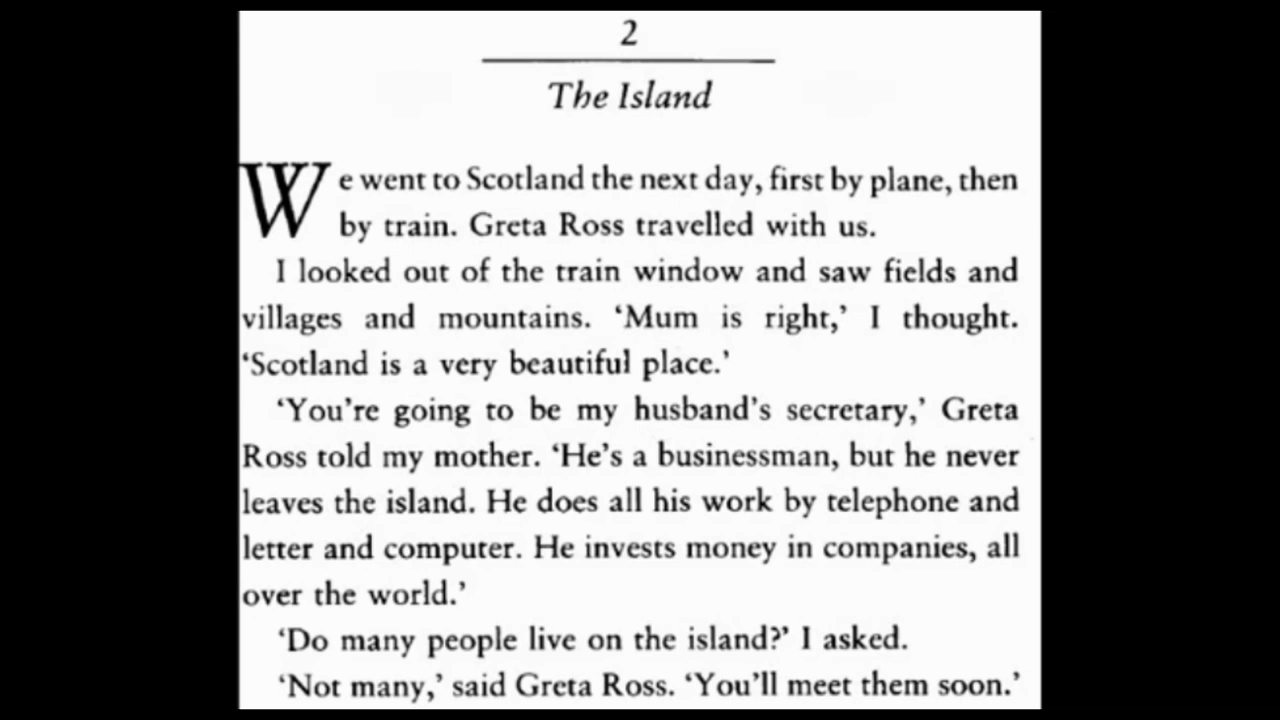 2
The Island
We went to Scotland the next day, first by plane, then
by train. Greta Ross travelled with us.
I looked out of the train window and saw fields and
villages and mountains. ‘Mum is right,’ I thought.
‘Scotland is a very beautiful place.’
‘You’re going to be my husband’s secretary,’ Greta
Ross told my mother. ‘He’s a businessman, but he never
leaves the island. He does all his work by telephone and
letter and computer. He invests money in companies, all
over the world.’
‘Do many people live on the island?’ I asked.
‘Not many,’ said Greta Ross. ‘You’ll meet them soon.’